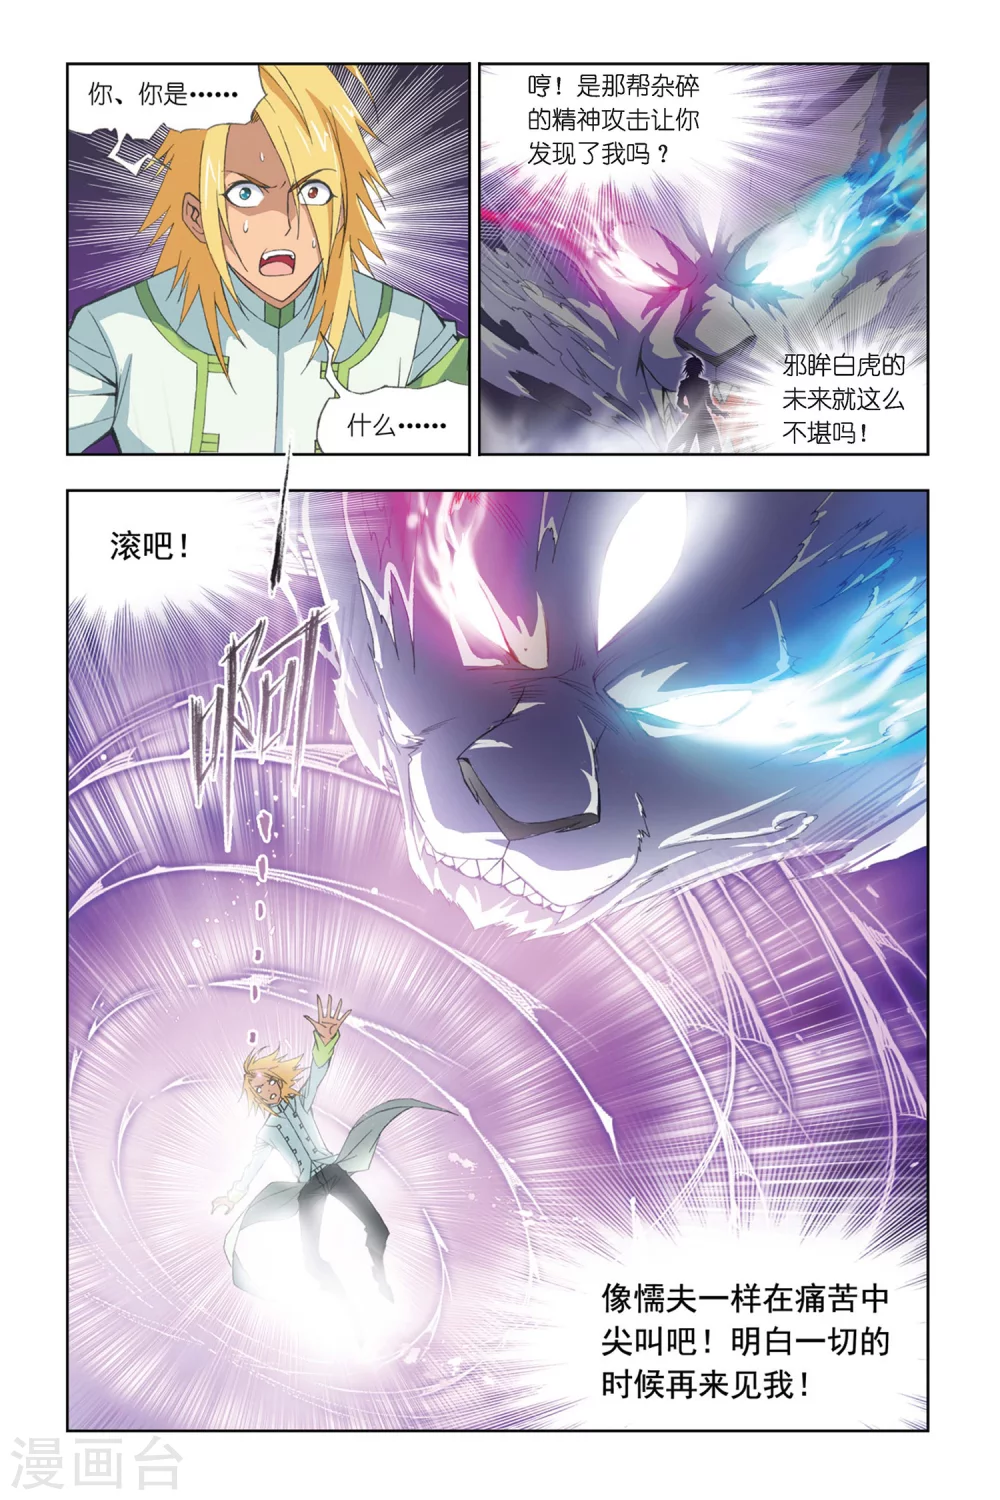 你、你是⋯⋯
什么⋯⋯
哼！是那帮杂碎
的精神攻击让你
发现了我吗？
邪眸白虎的
未来就这么
不堪吗！
滚吧！
啊
像懦夫一样在痛苦中
尖叫吧！明白一切的
时候再来见我！
漫画台